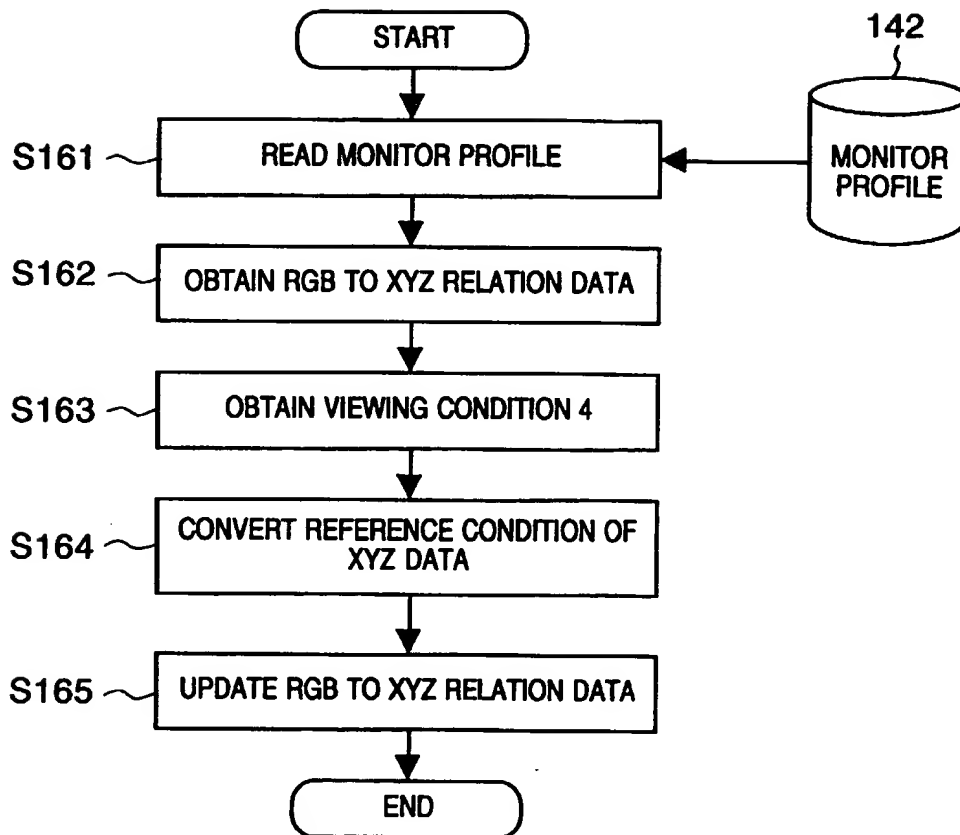 START
142
S161
READ MONITOR PROFILE
MONITOR
PROFILE
S162
OBTAIN RGB TO XYZ RELATION DATA
S163
OBTAIN VIEWING CONDITION 4
S164
CONVERT REFERENCE CONDITION OF
XYZ DATA
S165
UPDATE RGB TO XYZ RELATION DATA
END